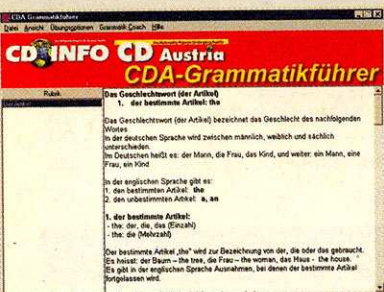 CDA Grammatikführer
Datei Ansicht Übungsoptionen Grammatik Coach Hilfe
CD INFO CD Austria
CDA-Grammatikführer
Rubrik
Das Geschlechtswort (der Artikel)
1. der bestimmte Artikel: the
Das Geschlechtswort (der Artikel) bezeichnet das Geschlecht des nachfolgenden
Wortes
In der deutschen Sprache wird zwischen männlich, weiblich und sächlich
unterschieden.
Im Deutschen heißt es: der Mann, die Frau, das Kind, und weiter: ein Mann, eine
Frau, ein Kind
In der englischen Sprache gibt es:
1. den bestimmten Artikel: the
2. den unbestimmten Artikel: a, an
1. der bestimmte Artikel:
- the: der, die, das (Einzahl)
- the: die (Mehrzahl)
Der bestimmte Artikel „the" wird zur Bezeichnung von der, die oder das gebraucht.
Es heisst: der Baum – the tree, die Frau – the woman, das Haus - the house.
Es gibt in der englischen Sprache Ausnahmen, bei denen der bestimmte Artikel
fortgelassen wird.